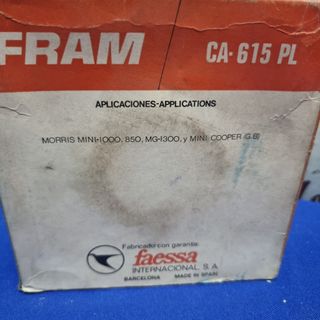 FRAM
CA-615 PL
APLICACIONES-APPLICATIONS
MORRIS MINI-1000, 850, MG-1300, y MINI COOPER (G.B)
Fabricado con garantia:
faessa
INTERNACIONAL, S.A.
BARCELONA MADE IN SPAIN